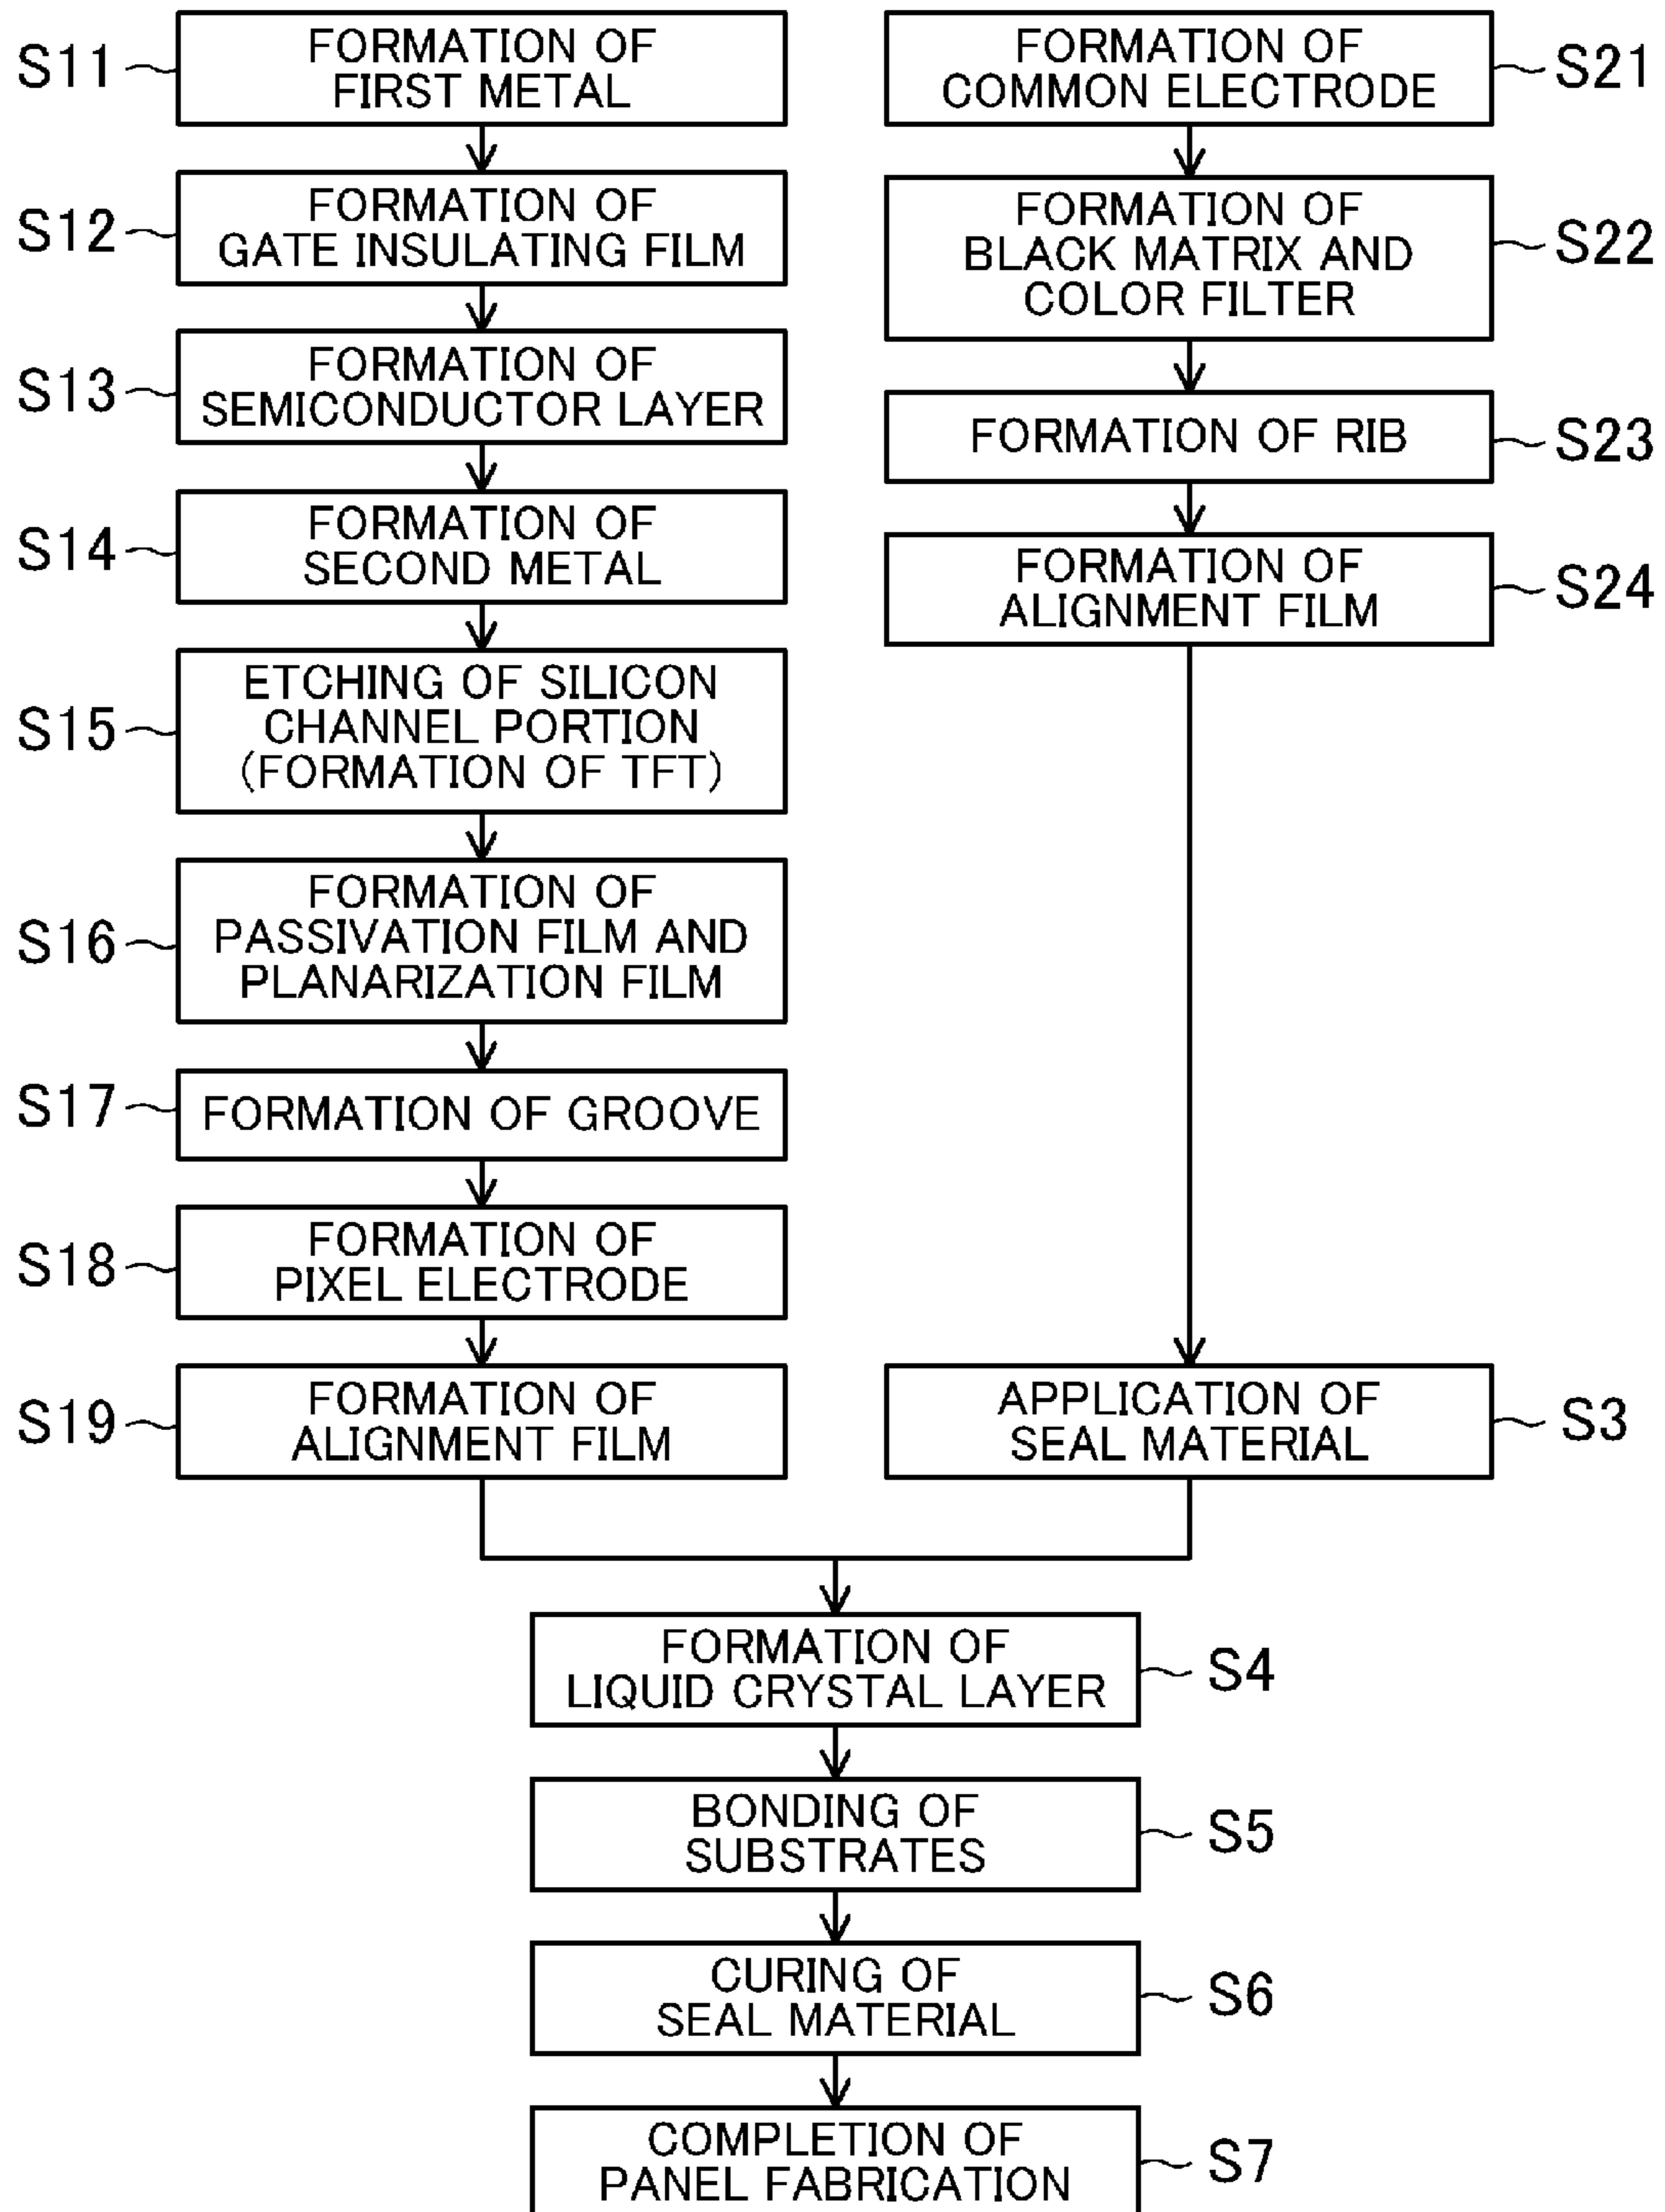 S11
FORMATION OF
FIRST METAL
S12
FORMATION OF
GATE INSULATING FILM
S13
FORMATION OF
SEMICONDUCTOR LAYER
S14
FORMATION OF
SECOND METAL
S15
ETCHING OF SILICON
CHANNEL PORTION
(FORMATION OF TFT)
S16
FORMATION OF
PASSIVATION FILM AND
PLANARIZATION FILM
S17
FORMATION OF GROOVE
S18
FORMATION OF
PIXEL ELECTRODE
S19
FORMATION OF
ALIGNMENT FILM
FORMATION OF
COMMON ELECTRODE
S21
FORMATION OF
BLACK MATRIX AND
COLOR FILTER
S22
FORMATION OF RIB
S23
FORMATION OF
ALIGNMENT FILM
S24
APPLICATION OF
SEAL MATERIAL
S3
FORMATION OF
LIQUID CRYSTAL LAYER
S4
BONDING OF
SUBSTRATES
S5
CURING OF
SEAL MATERIAL
S6
COMPLETION OF
PANEL FABRICATION
S7